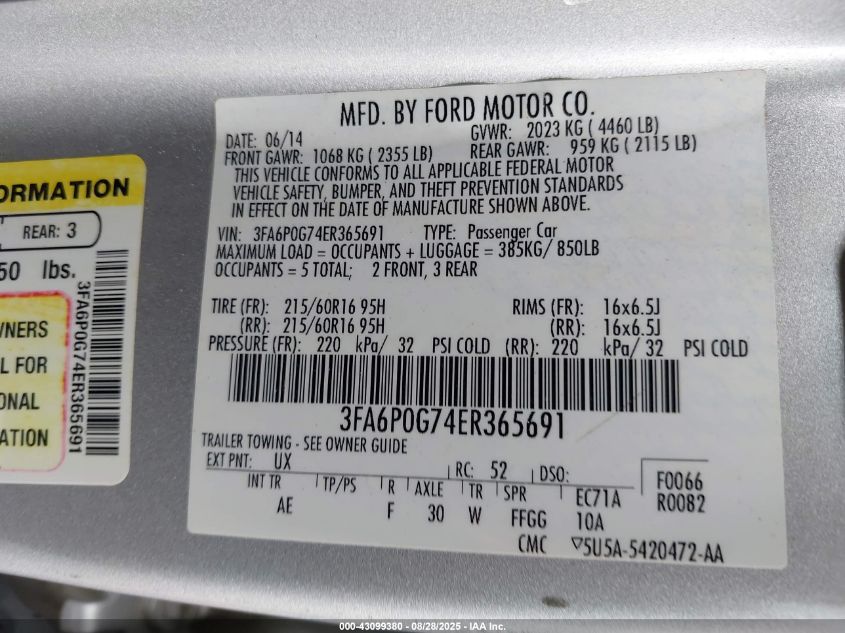 ORMATION
REAR: 3
50 lbs.
WNERS
L FOR
ONAL
ATION
3FA6P0G74ER365691
MFD. BY FORD MOTOR CO.
DATE: 06/14 GVWR: 2023 KG ( 4460 LB)
FRONT GAWR: 1068 KG ( 2355 LB) REAR GAWR: 959 KG ( 2115 LB)
THIS VEHICLE CONFORMS TO ALL APPLICABLE FEDERAL MOTOR
VEHICLE SAFETY, BUMPER, AND THEFT PREVENTION STANDARDS
IN EFFECT ON THE DATE OF MANUFACTURE SHOWN ABOVE.
VIN: 3FA6P0G74ER365691 TYPE: Passenger Car
MAXIMUM LOAD = OCCUPANTS + LUGGAGE = 385KG/ 850LB
OCCUPANTS = 5 TOTAL; 2 FRONT, 3 REAR
TIRE (FR): 215/60R16 95H RIMS (FR): 16x6.5J
(RR): 215/60R16 95H (RR): 16x6.5J
PRESSURE (FR): 220 kPa/ 32 PSI COLD (RR): 220 kPa/ 32 PSI COLD
3FA6P0G74ER365691
TRAILER TOWING - SEE OWNER GUIDE
EXT PNT: UX RC: 52 DSO: F0066
INT TR TP/PS R AXLE TR SPR EC71A R0082
AE F 30 W FFGG 10A
CMC ▽5U5A-5420472-AA
000-43099380 - 08/28/2025 - IAA Inc.